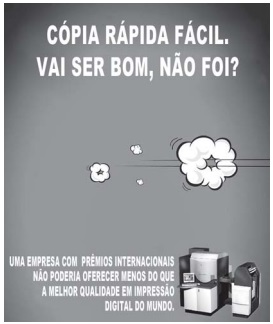 CÓPIA RÁPIDA FÁCIL.
VAI SER BOM, NÃO FOI?
UMA EMPRESA COM PRÊMIOS INTERNACIONAIS
NÃO PODERIA OFERECER MENOS DO QUE
A MELHOR QUALIDADE EM IMPRESSÃO
DIGITAL DO MUNDO.